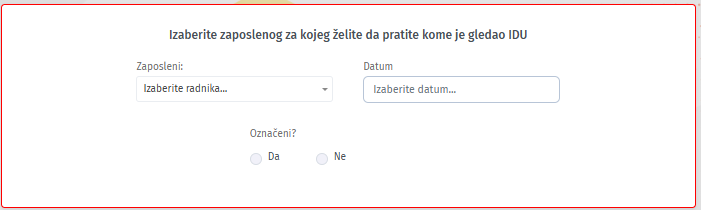 Izaberite zaposlenog za kojeg želite da pratite kome je gledao IDU
Zaposleni:
Datum
Izaberite radnika...
Izaberite datum...
Označeni?
Da
Ne